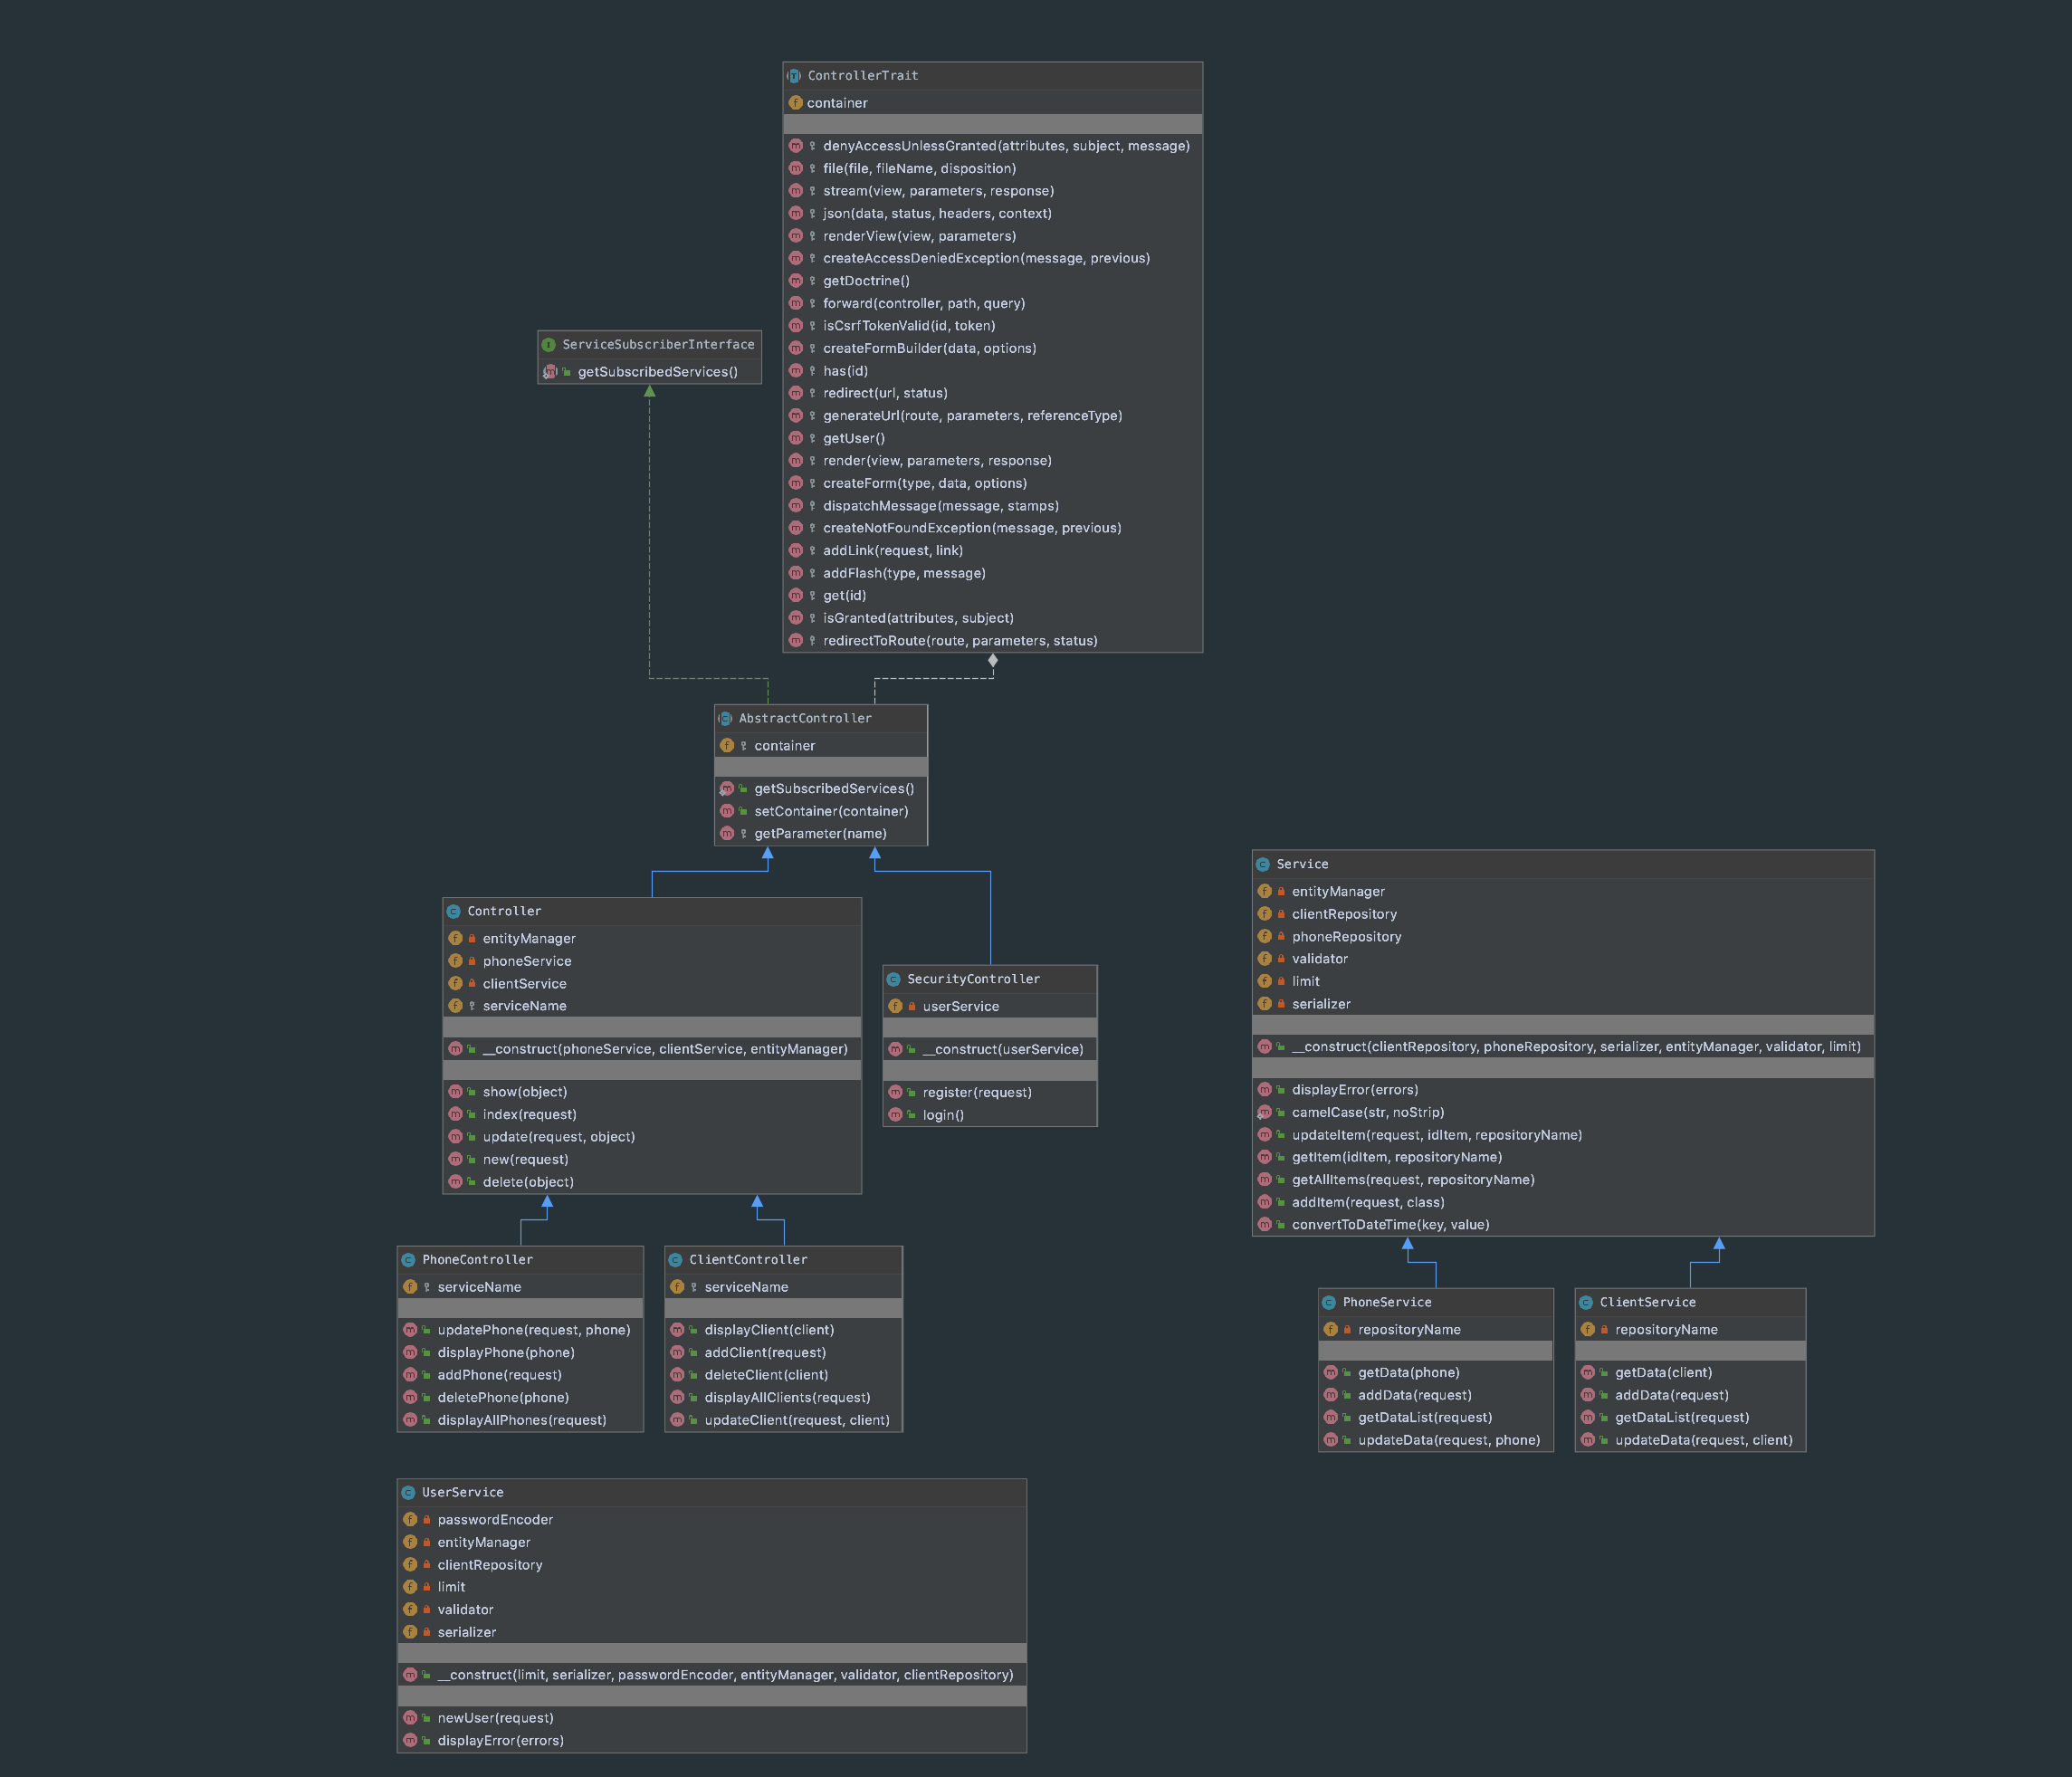 ControllerTrait
container
denyAccessUnlessGranted(attributes, subject, message)
file(file, fileName, disposition)
stream(view, parameters, response)
json(data, status, headers, context)
renderView(view, parameters)
createAccessDeniedException(message, previous)
getDoctrine()
forward(controller, path, query)
isCsrfTokenValid(id, token)
createFormBuilder(data, options)
has(id)
redirect(url, status)
generateUrl(route, parameters, referenceType)
getUser()
render(view, parameters, response)
createForm(type, data, options)
dispatchMessage(message, stamps)
createNotFoundException(message, previous)
addLink(request, link)
addFlash(type, message)
get(id)
isGranted(attributes, subject)
redirectToRoute(route, parameters, status)
ServiceSubscriberInterface
getSubscribedServices()
AbstractController
container
getSubscribedServices()
setContainer(container)
getParameter(name)
Controller
entityManager
phoneService
clientService
serviceName
__construct(phoneService, clientService, entityManager)
show(object)
index(request)
update(request, object)
new(request)
delete(object)
SecurityController
userService
__construct(userService)
register(request)
login()
Service
entityManager
clientRepository
phoneRepository
validator
limit
serializer
__construct(clientRepository, phoneRepository, serializer, entityManager, validator, limit)
displayError(errors)
camelCase(str, noStrip)
updateItem(request, idItem, repositoryName)
getItem(idItem, repositoryName)
getAllItems(request, repositoryName)
addItem(request, class)
convertToDateTime(key, value)
PhoneController
serviceName
updatePhone(request, phone)
displayPhone(phone)
addPhone(request)
deletePhone(phone)
displayAllPhones(request)
ClientController
serviceName
displayClient(client)
addClient(request)
deleteClient(client)
displayAllClients(request)
updateClient(request, client)
PhoneService
repositoryName
getData(phone)
addData(request)
getDataList(request)
updateData(request, phone)
ClientService
repositoryName
getData(client)
addData(request)
getDataList(request)
updateData(request, client)
UserService
passwordEncoder
entityManager
clientRepository
limit
validator
serializer
__construct(limit, serializer, passwordEncoder, entityManager, validator, clientRepository)
newUser(request)
displayError(errors)